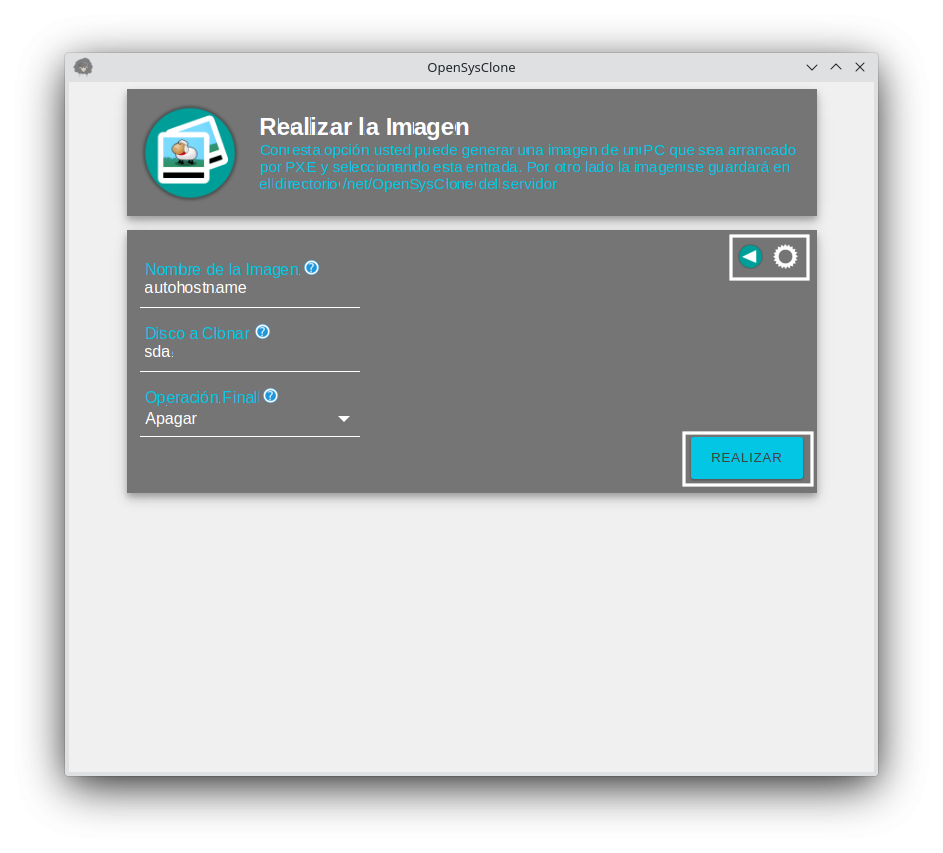 OpenSysClone
Realizar la Imagen
Con esta opción usted puede generar una imagen de un PC que sea arrancado
por PXE y seleccionando esta entrada. Por otro lado la imagen se guardará en
el directorio /net/OpenSysClone del servidor
Nombre de la Imagen
autohostname
Disco a Clonar
sda
Operación Final
Apagar
REALIZAR